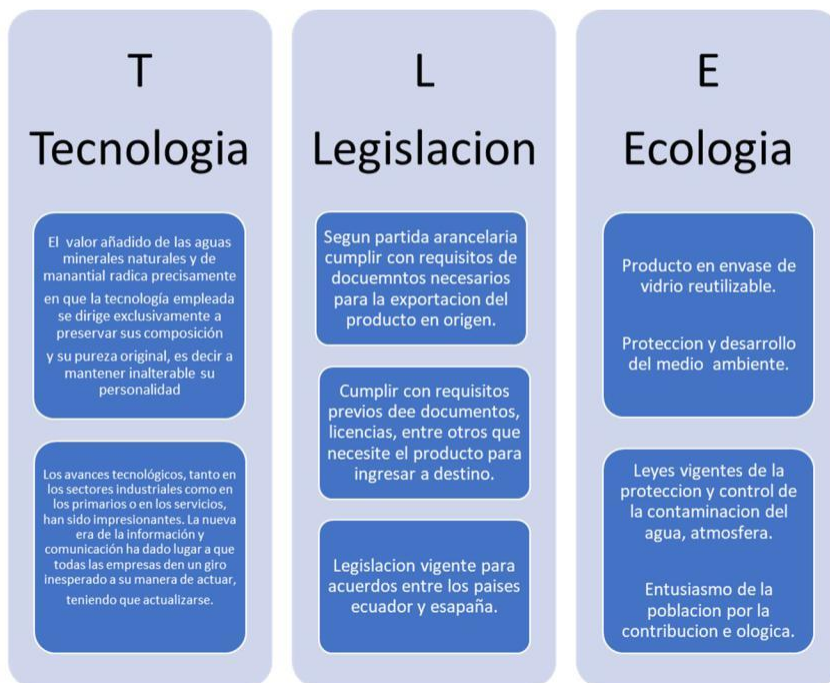 T
Tecnologia
El valor añadido de las aguas
minerales naturales y de
manantial radica precisamente
en que la tecnología empleada
se dirige exclusivamente a
preservar sus composición
y su pureza original, es decir a
mantener inalterable su
personalidad
Los avances tecnológicos, tanto en
los sectores industriales como en
los primarios o en los servicios,
han sido impresionantes. La nueva
era de la información y
comunicación ha dado lugar a que
todas las empresas den un giro
inesperado a su manera de actuar,
teniendo que actualizarse.
L
Legislacion
Segun partida arancelaria
cumplir con requisitos de
docuemntos necesarios
para la exportacion del
producto en origen.
Cumplir con requisitos
previos dee documentos,
licencias, entre otros que
necesite el producto para
ingresar a destino.
Legislacion vigente para
acuerdos entre los paises
ecuador y esapaña.
E
Ecologia
Producto en envase de
vidrio reutilizable.
Proteccion y desarrollo
del medio ambiente.
Leyes vigentes de la
proteccion y control de
la contaminacion del
agua, atmosfera.
Entusiasmo de la
poblacion por la
contribucion e ologica.